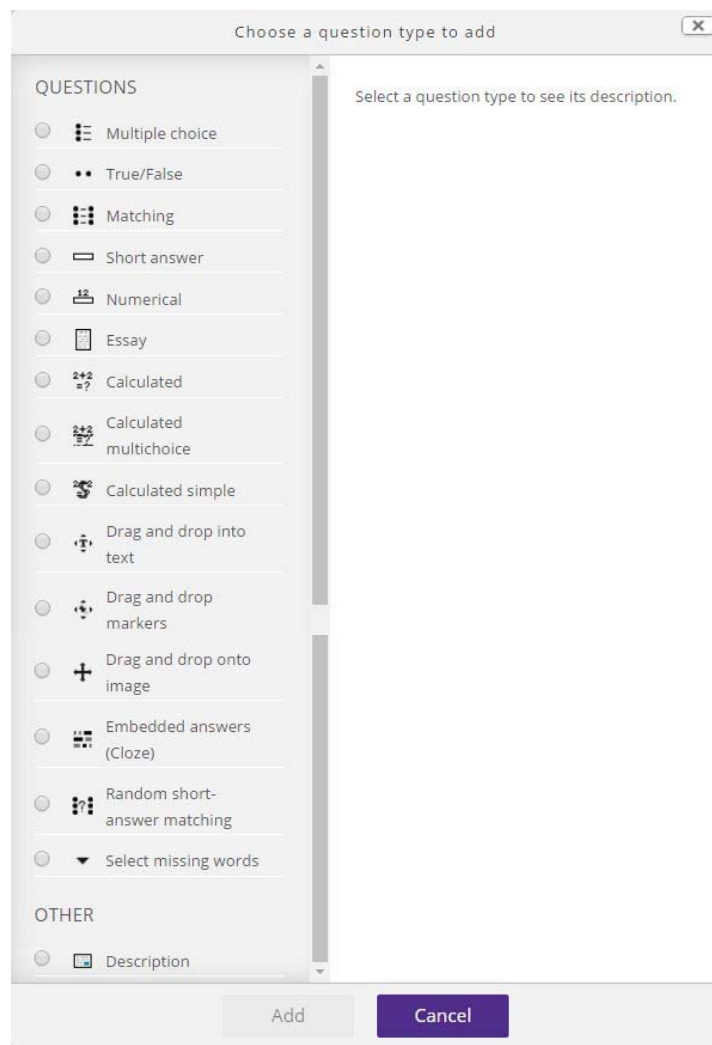 Choose a question type to add
QUESTIONS
Select a question type to see its description.
Multiple choice
True/False
Matching
Short answer
Numerical
Essay
Calculated
Calculated
multichoice
Calculated simple
Drag and drop into
text
Drag and drop
markers
Drag and drop onto
image
Embedded answers
(Cloze)
Random short-
answer matching
Select missing words
OTHER
Description
Add
Cancel